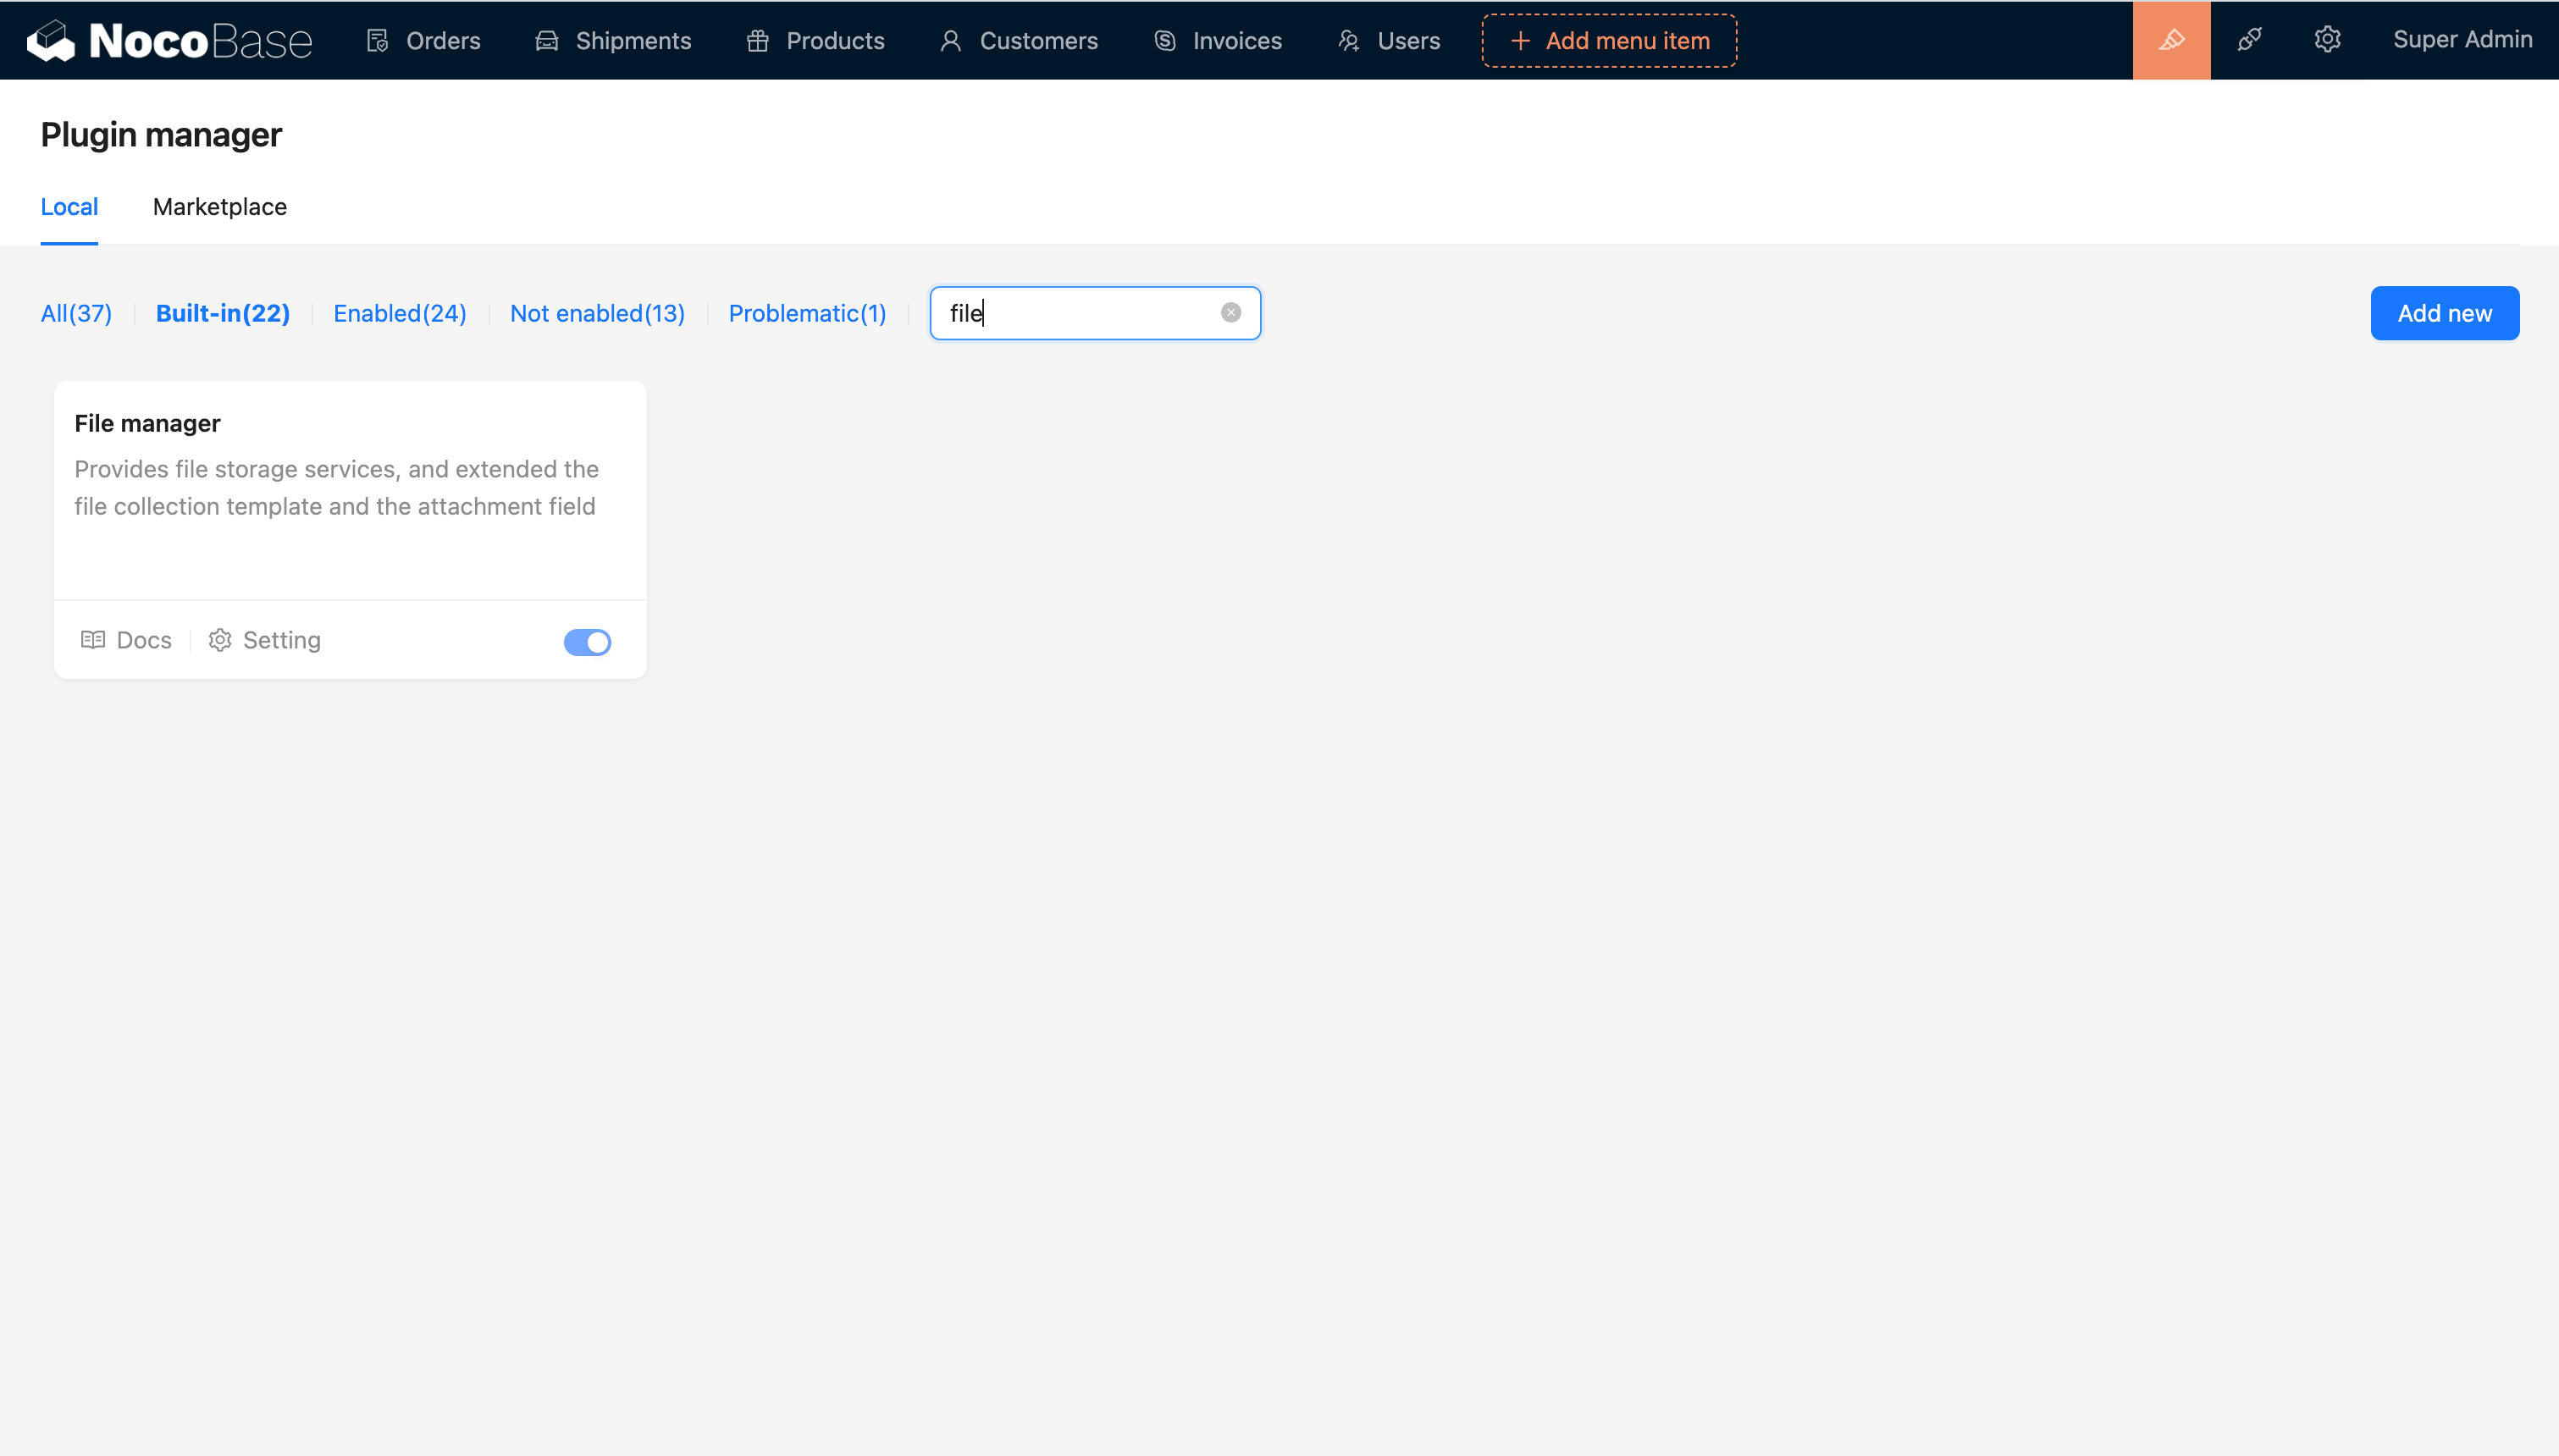 NocoBase Orders Shipments Products Customers Invoices Users + Add menu item Super Admin
Plugin manager
Local Marketplace
All(37) Built-in(22) Enabled(24) Not enabled(13) Problematic(1) file Add new
File manager
Provides file storage services, and extended the
file collection template and the attachment field
Docs Setting